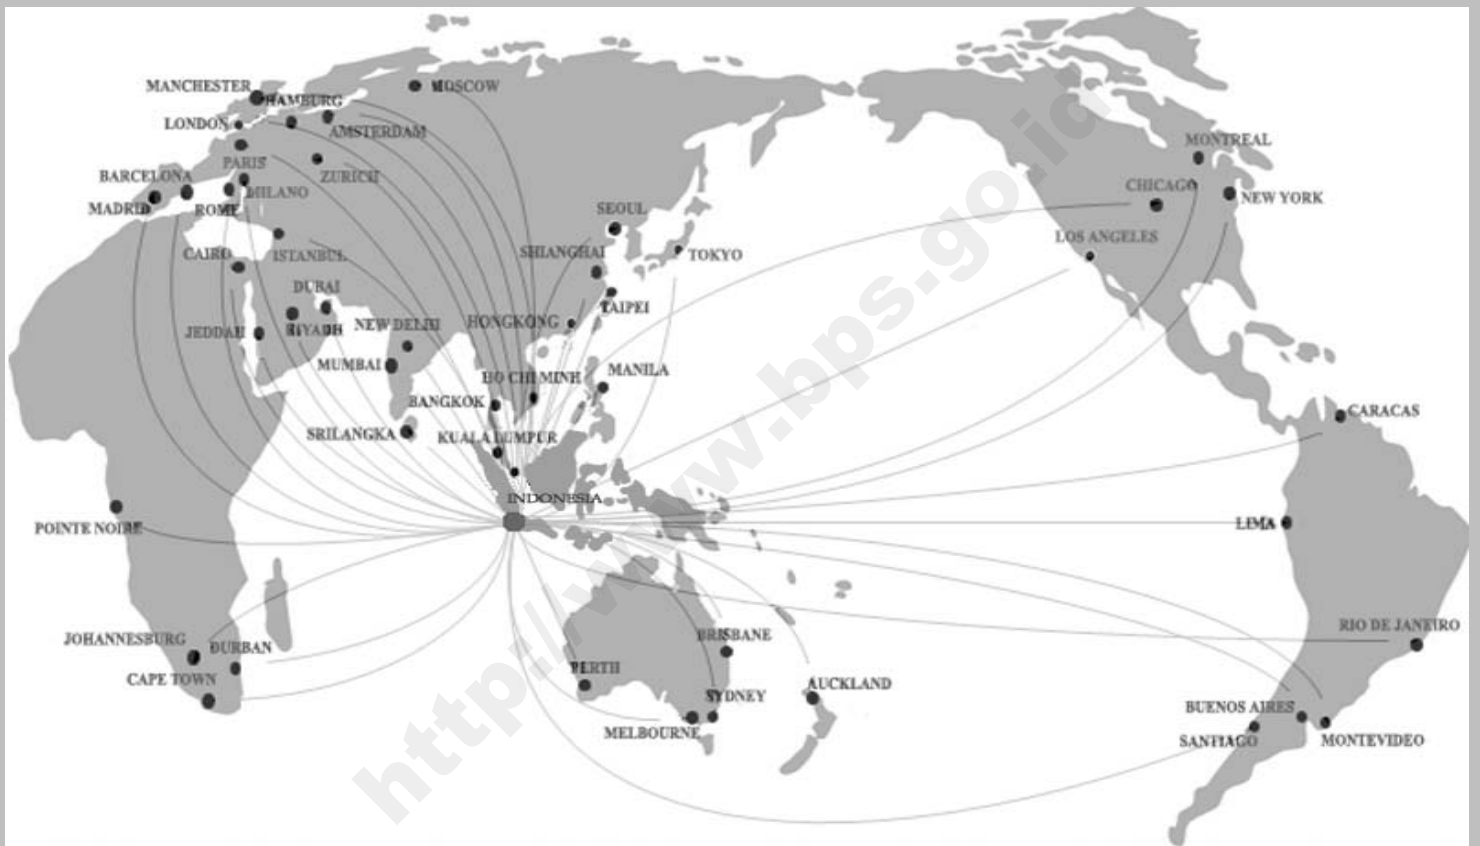 MANCHESTER
HAMBURG
MOSCOW
LONDON
AMSTERDAM
PARIS
ZURICH
BARCELONA
MILANO
MADRID
ROME
CAIRO
ISTANBUL
DUBAI
JEDDAH
RIYADH
NEW DELHI
MUMBAI
SRILANGKA
SEOUL
SHIANGHAI
TOKYO
TAIPEI
HONGKONG
HO CHI MINH
MANILA
BANGKOK
KUALA LUMPUR
INDONESIA
POINTE NOIRE
JOHANNESBURG
DURBAN
CAPE TOWN
PERTH
BRISBANE
SYDNEY
MELBOURNE
AUCKLAND
MONTREAL
CHICAGO
NEW YORK
LOS ANGELES
CARACAS
LIMA
RIO DE JANEIRO
BUENOS AIRES
SANTIAGO
MONTEVIDEO
http://www.bps.go.id